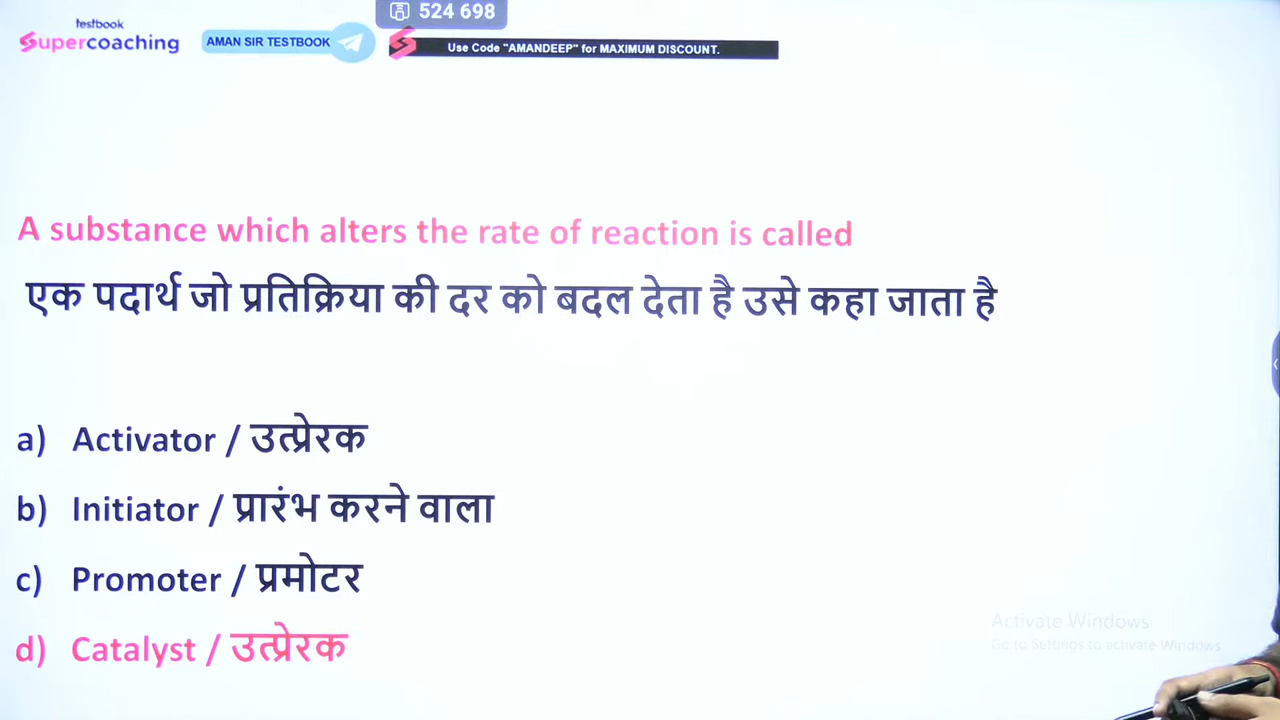 testbook
Supercoaching
AMAN SIR TESTBOOK
524 698
Use Code "AMANDEEP" for MAXIMUM DISCOUNT.
A substance which alters the rate of reaction is called
एक पदार्थ जो प्रतिक्रिया की दर को बदल देता है उसे कहा जाता है
a) Activator / उत्प्रेरक
b) Initiator / प्रारंभ करने वाला
c) Promoter / प्रमोटर
d) Catalyst / उत्प्रेरक
Activate Windows
Go to Settings to activate Windows